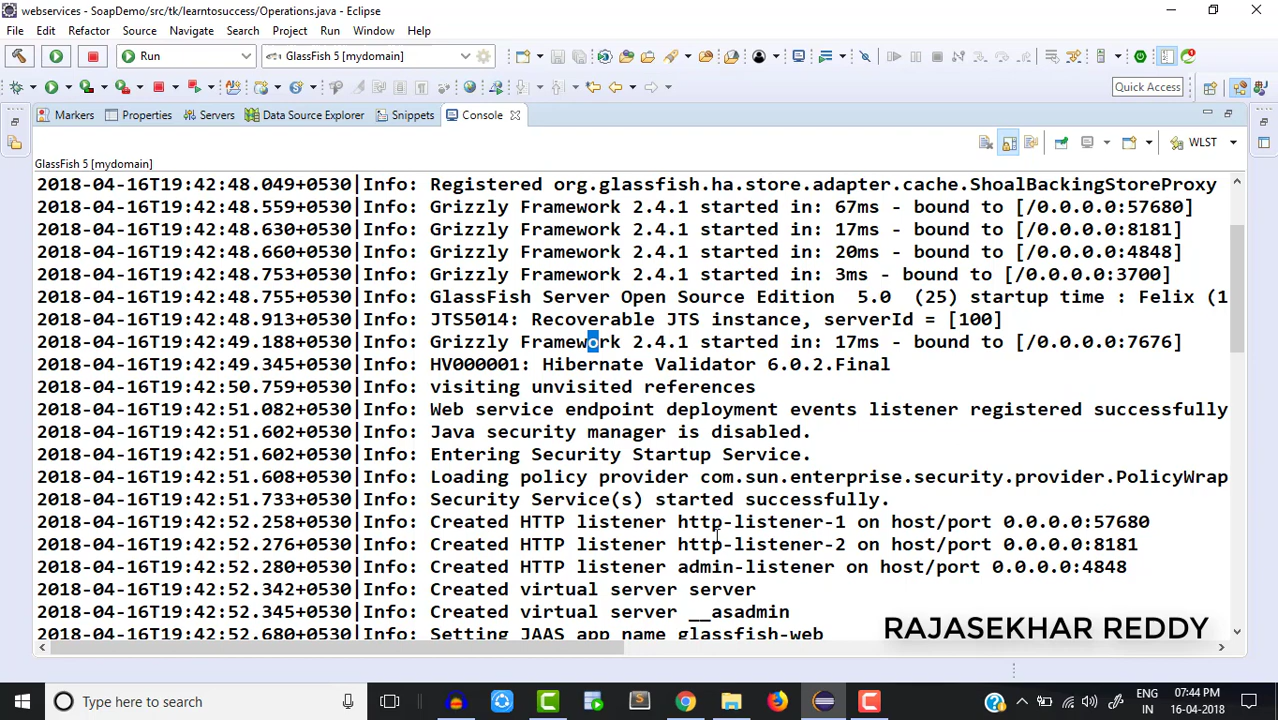 webservices - SoapDemo/src/tk/learntosuccess/Operations.java - Eclipse
File Edit Refactor Source Navigate Search Project Run Window Help
Run GlassFish 5 [mydomain]
Quick Access
Markers Properties Servers Data Source Explorer Snippets Console
WLST
GlassFish 5 [mydomain]
2018-04-16T19:42:48.049+0530|Info: Registered org.glassfish.ha.store.adapter.cache.ShoalBackingStoreProxy
2018-04-16T19:42:48.559+0530|Info: Grizzly Framework 2.4.1 started in: 67ms - bound to [/0.0.0.0:57680]
2018-04-16T19:42:48.630+0530|Info: Grizzly Framework 2.4.1 started in: 17ms - bound to [/0.0.0.0:8181]
2018-04-16T19:42:48.660+0530|Info: Grizzly Framework 2.4.1 started in: 20ms - bound to [/0.0.0.0:4848]
2018-04-16T19:42:48.753+0530|Info: Grizzly Framework 2.4.1 started in: 3ms - bound to [/0.0.0.0:3700]
2018-04-16T19:42:48.755+0530|Info: GlassFish Server Open Source Edition 5.0 (25) startup time : Felix (1
2018-04-16T19:42:48.913+0530|Info: JTS5014: Recoverable JTS instance, serverId = [100]
2018-04-16T19:42:49.188+0530|Info: Grizzly Framework 2.4.1 started in: 17ms - bound to [/0.0.0.0:7676]
2018-04-16T19:42:49.345+0530|Info: HV000001: Hibernate Validator 6.0.2.Final
2018-04-16T19:42:50.759+0530|Info: visiting unvisited references
2018-04-16T19:42:51.082+0530|Info: Web service endpoint deployment events listener registered successfully
2018-04-16T19:42:51.602+0530|Info: Java security manager is disabled.
2018-04-16T19:42:51.602+0530|Info: Entering Security Startup Service.
2018-04-16T19:42:51.608+0530|Info: Loading policy provider com.sun.enterprise.security.provider.PolicyWrap
2018-04-16T19:42:51.733+0530|Info: Security Service(s) started successfully.
2018-04-16T19:42:52.258+0530|Info: Created HTTP listener http-listener-1 on host/port 0.0.0.0:57680
2018-04-16T19:42:52.276+0530|Info: Created HTTP listener http-listener-2 on host/port 0.0.0.0:8181
2018-04-16T19:42:52.280+0530|Info: Created HTTP listener admin-listener on host/port 0.0.0.0:4848
2018-04-16T19:42:52.342+0530|Info: Created virtual server server
2018-04-16T19:42:52.345+0530|Info: Created virtual server __asadmin
2018-04-16T19:42:52.680+0530|Info: Setting JAAS app name glassfish-web
RAJASEKHAR REDDY
Type here to search
ENG 07:44 PM
IN 16-04-2018